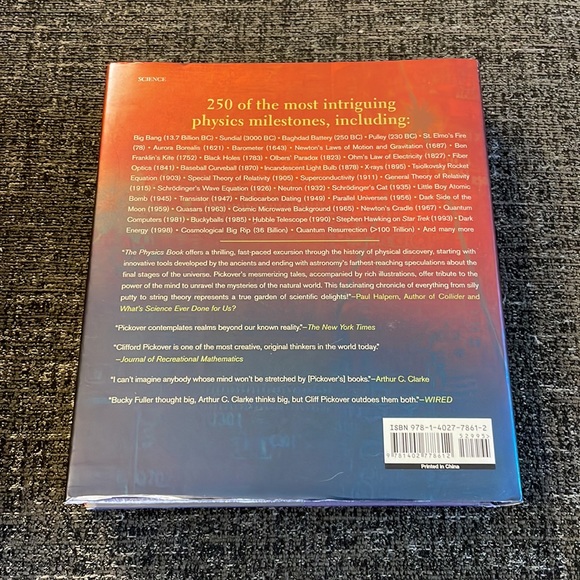 SCIENCE
250 of the most intriguing
physics milestones, including:
Big Bang (13.7 Billion BC) • Sundial (3000 BC) • Baghdad Battery (250 BC) • Pulley (230 BC) • St. Elmo's Fire
(78) • Aurora Borealis (1621) • Barometer (1643) • Newton's Laws of Motion and Gravitation (1687) • Ben
Franklin's Kite (1752) • Black Holes (1783) • Olbers' Paradox (1823) • Ohm's Law of Electricity (1827) • Fiber
Optics (1841) • Baseball Curveball (1870) • Incandescent Light Bulb (1878) • X-rays (1895) • Tsiolkovsky Rocket
Equation (1903) • Special Theory of Relativity (1905) • Superconductivity (1911) • General Theory of Relativity
(1915) • Schrödinger's Wave Equation (1926) • Neutron (1932) • Schrödinger's Cat (1935) • Little Boy Atomic
Bomb (1945) • Transistor (1947) • Radiocarbon Dating (1949) • Parallel Universes (1956) • Dark Side of the
Moon (1959) • Quasars (1963) • Cosmic Microwave Background (1965) • Newton's Cradle (1967) • Quantum
Computers (1981) • Buckyballs (1985) • Hubble Telescope (1990) • Stephen Hawking on Star Trek (1993) • Dark
Energy (1998) • Cosmological Big Rip (36 Billion) • Quantum Resurrection (>100 Trillion) • And many more
"The Physics Book offers a thrilling, fast-paced excursion through the history of physical discovery, starting with
innovative tools developed by the ancients and ending with astronomy's farthest-reaching speculations about the
final stages of the universe. Pickover's mesmerizing tales, accompanied by rich illustrations, offer tribute to the
power of the mind to unravel the mysteries of the natural world. This fascinating chronicle of everything from silly
putty to string theory represents a true garden of scientific delights!"—Paul Halpern, Author of Collider and
What's Science Ever Done for Us?
"Pickover contemplates realms beyond our known reality."—The New York Times
"Clifford Pickover is one of the most creative, original thinkers in the world today."
—Journal of Recreational Mathematics
"I can't imagine anybody whose mind won't be stretched by [Pickover's] books."—Arthur C. Clarke
"Bucky Fuller thought big, Arthur C. Clarke thinks big, but Cliff Pickover outdoes them both."—WIRED
ISBN 978-1-4027-7861-2
52995
9 781402 778612
Printed in China